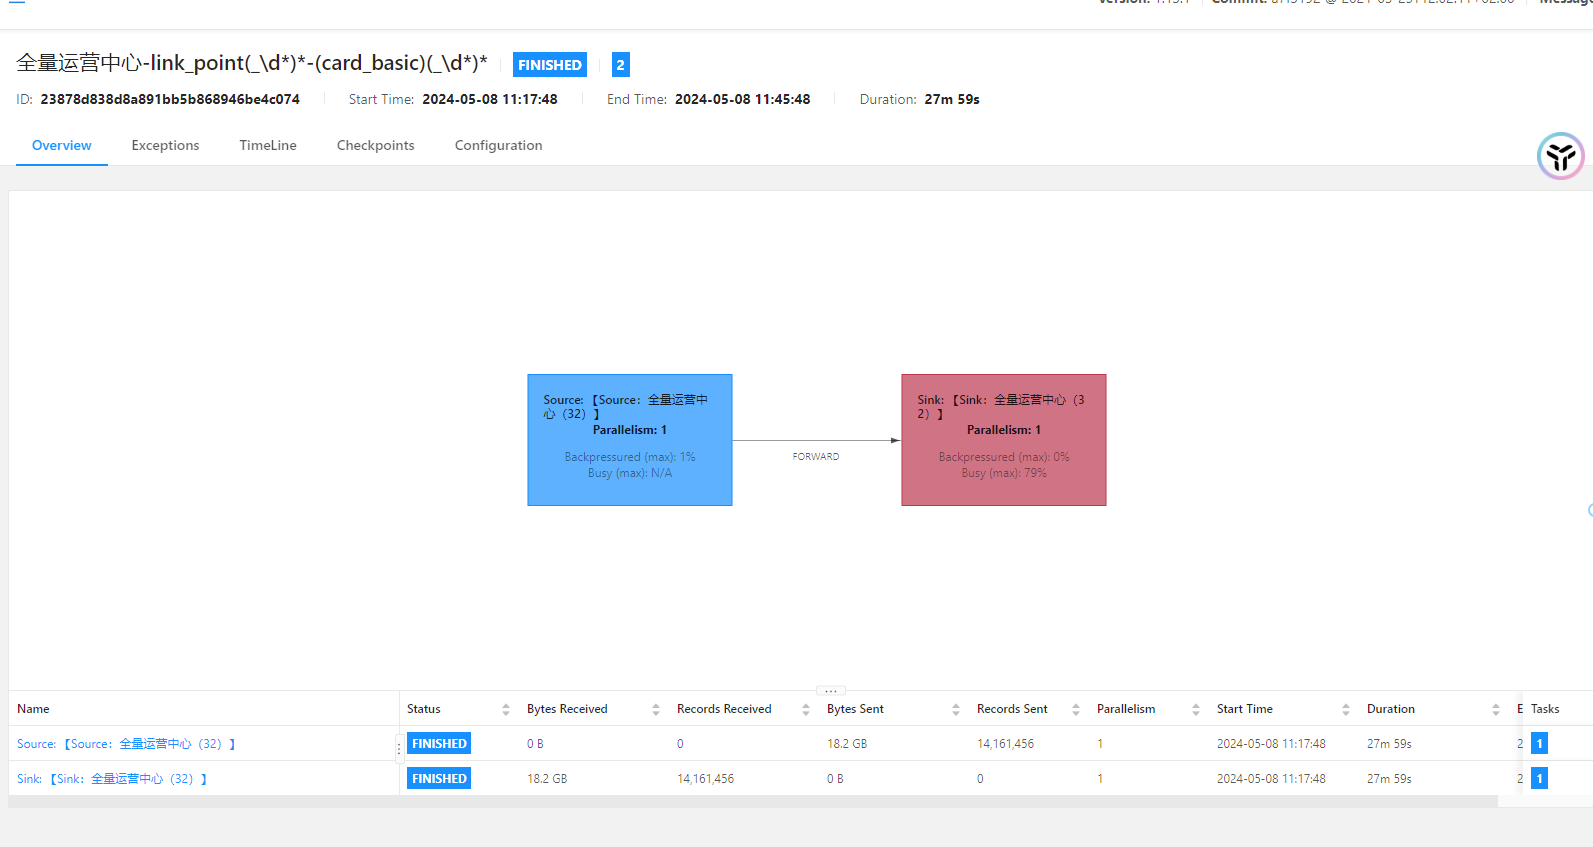 全量运营中心-link_point(_\d*)*-(card_basic)(_\d*)* FINISHED 2
ID: 23878d838d8a891bb5b868946be4c074 Start Time: 2024-05-08 11:17:48 End Time: 2024-05-08 11:45:48 Duration: 27m 59s
Overview Exceptions TimeLine Checkpoints Configuration
Source: 【Source：全量运营中
心（32）】
Parallelism: 1
Backpressured (max): 1%
Busy (max): N/A
FORWARD
Sink: 【Sink：全量运营中心（3
2）】
Parallelism: 1
Backpressured (max): 0%
Busy (max): 79%
Name Status Bytes Received Records Received Bytes Sent Records Sent Parallelism Start Time Duration E Tasks
Source: 【Source：全量运营中心（32）】 FINISHED 0 B 0 18.2 GB 14,161,456 1 2024-05-08 11:17:48 27m 59s 2 1
Sink: 【Sink：全量运营中心（32）】 FINISHED 18.2 GB 14,161,456 0 B 0 1 2024-05-08 11:17:48 27m 59s 2 1